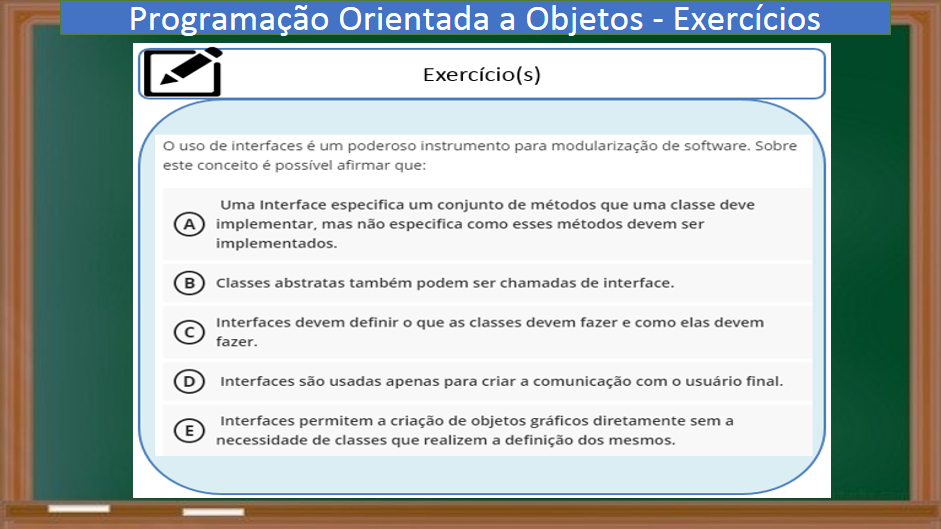 Programação Orientada a Objetos - Exercícios
Exercício(s)
O uso de interfaces é um poderoso instrumento para modularização de software. Sobre
este conceito é possível afirmar que:
A Uma Interface especifica um conjunto de métodos que uma classe deve
implementar, mas não especifica como esses métodos devem ser
implementados.
B Classes abstratas também podem ser chamadas de interface.
C Interfaces devem definir o que as classes devem fazer e como elas devem
fazer.
D Interfaces são usadas apenas para criar a comunicação com o usuário final.
E Interfaces permitem a criação de objetos gráficos diretamente sem a
necessidade de classes que realizem a definição dos mesmos.